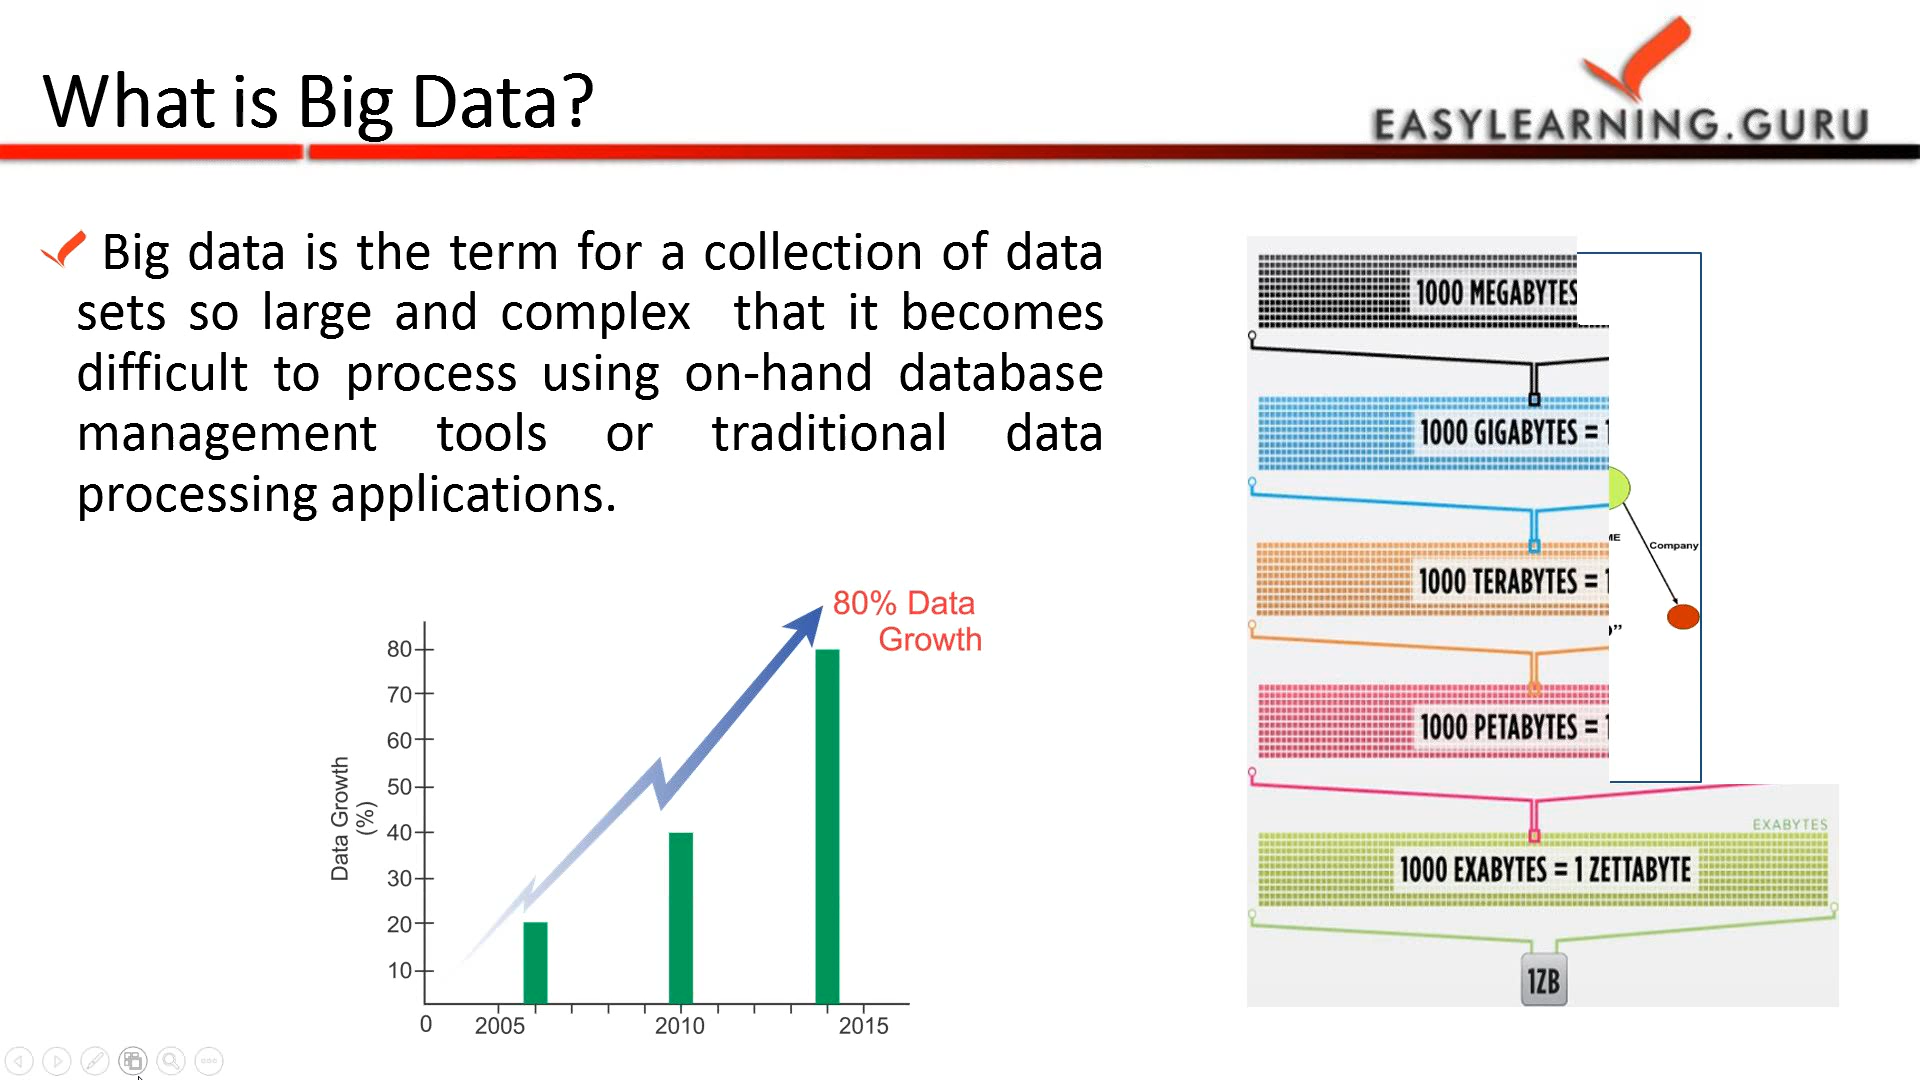 What is Big Data?
EASYLEARNING.GURU
Big data is the term for a collection of data
sets so large and complex that it becomes
difficult to process using on-hand database
management tools or traditional data
processing applications.
80% Data
Growth
Data Growth
(%)
80
70
60
50
40
30
20
10
0
2005
2010
2015
1000 MEGABYTES
1000 GIGABYTES =
ME
Company
1000 TERABYTES =
”
1000 PETABYTES =
EXABYTES
1000 EXABYTES = 1 ZETTABYTE
1ZB